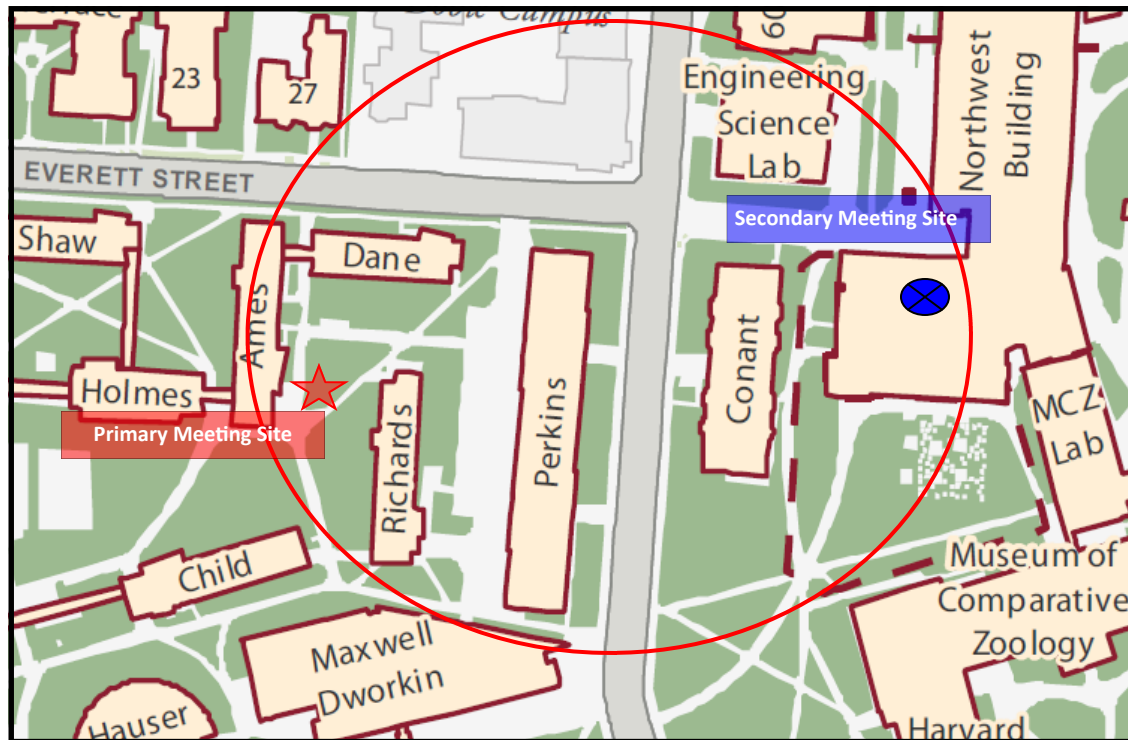 23
27
60
Engineering
Science
Lab
Northwest
Building
EVERETT STREET
Secondary Meeting Site
Shaw
Dane
Ames
Holmes
Primary Meeting Site
Richards
Perkins
Conant
MCZ
Lab
Child
Museum of
Comparative
Zoology
Maxwell
Dworkin
Hauser
Harvard